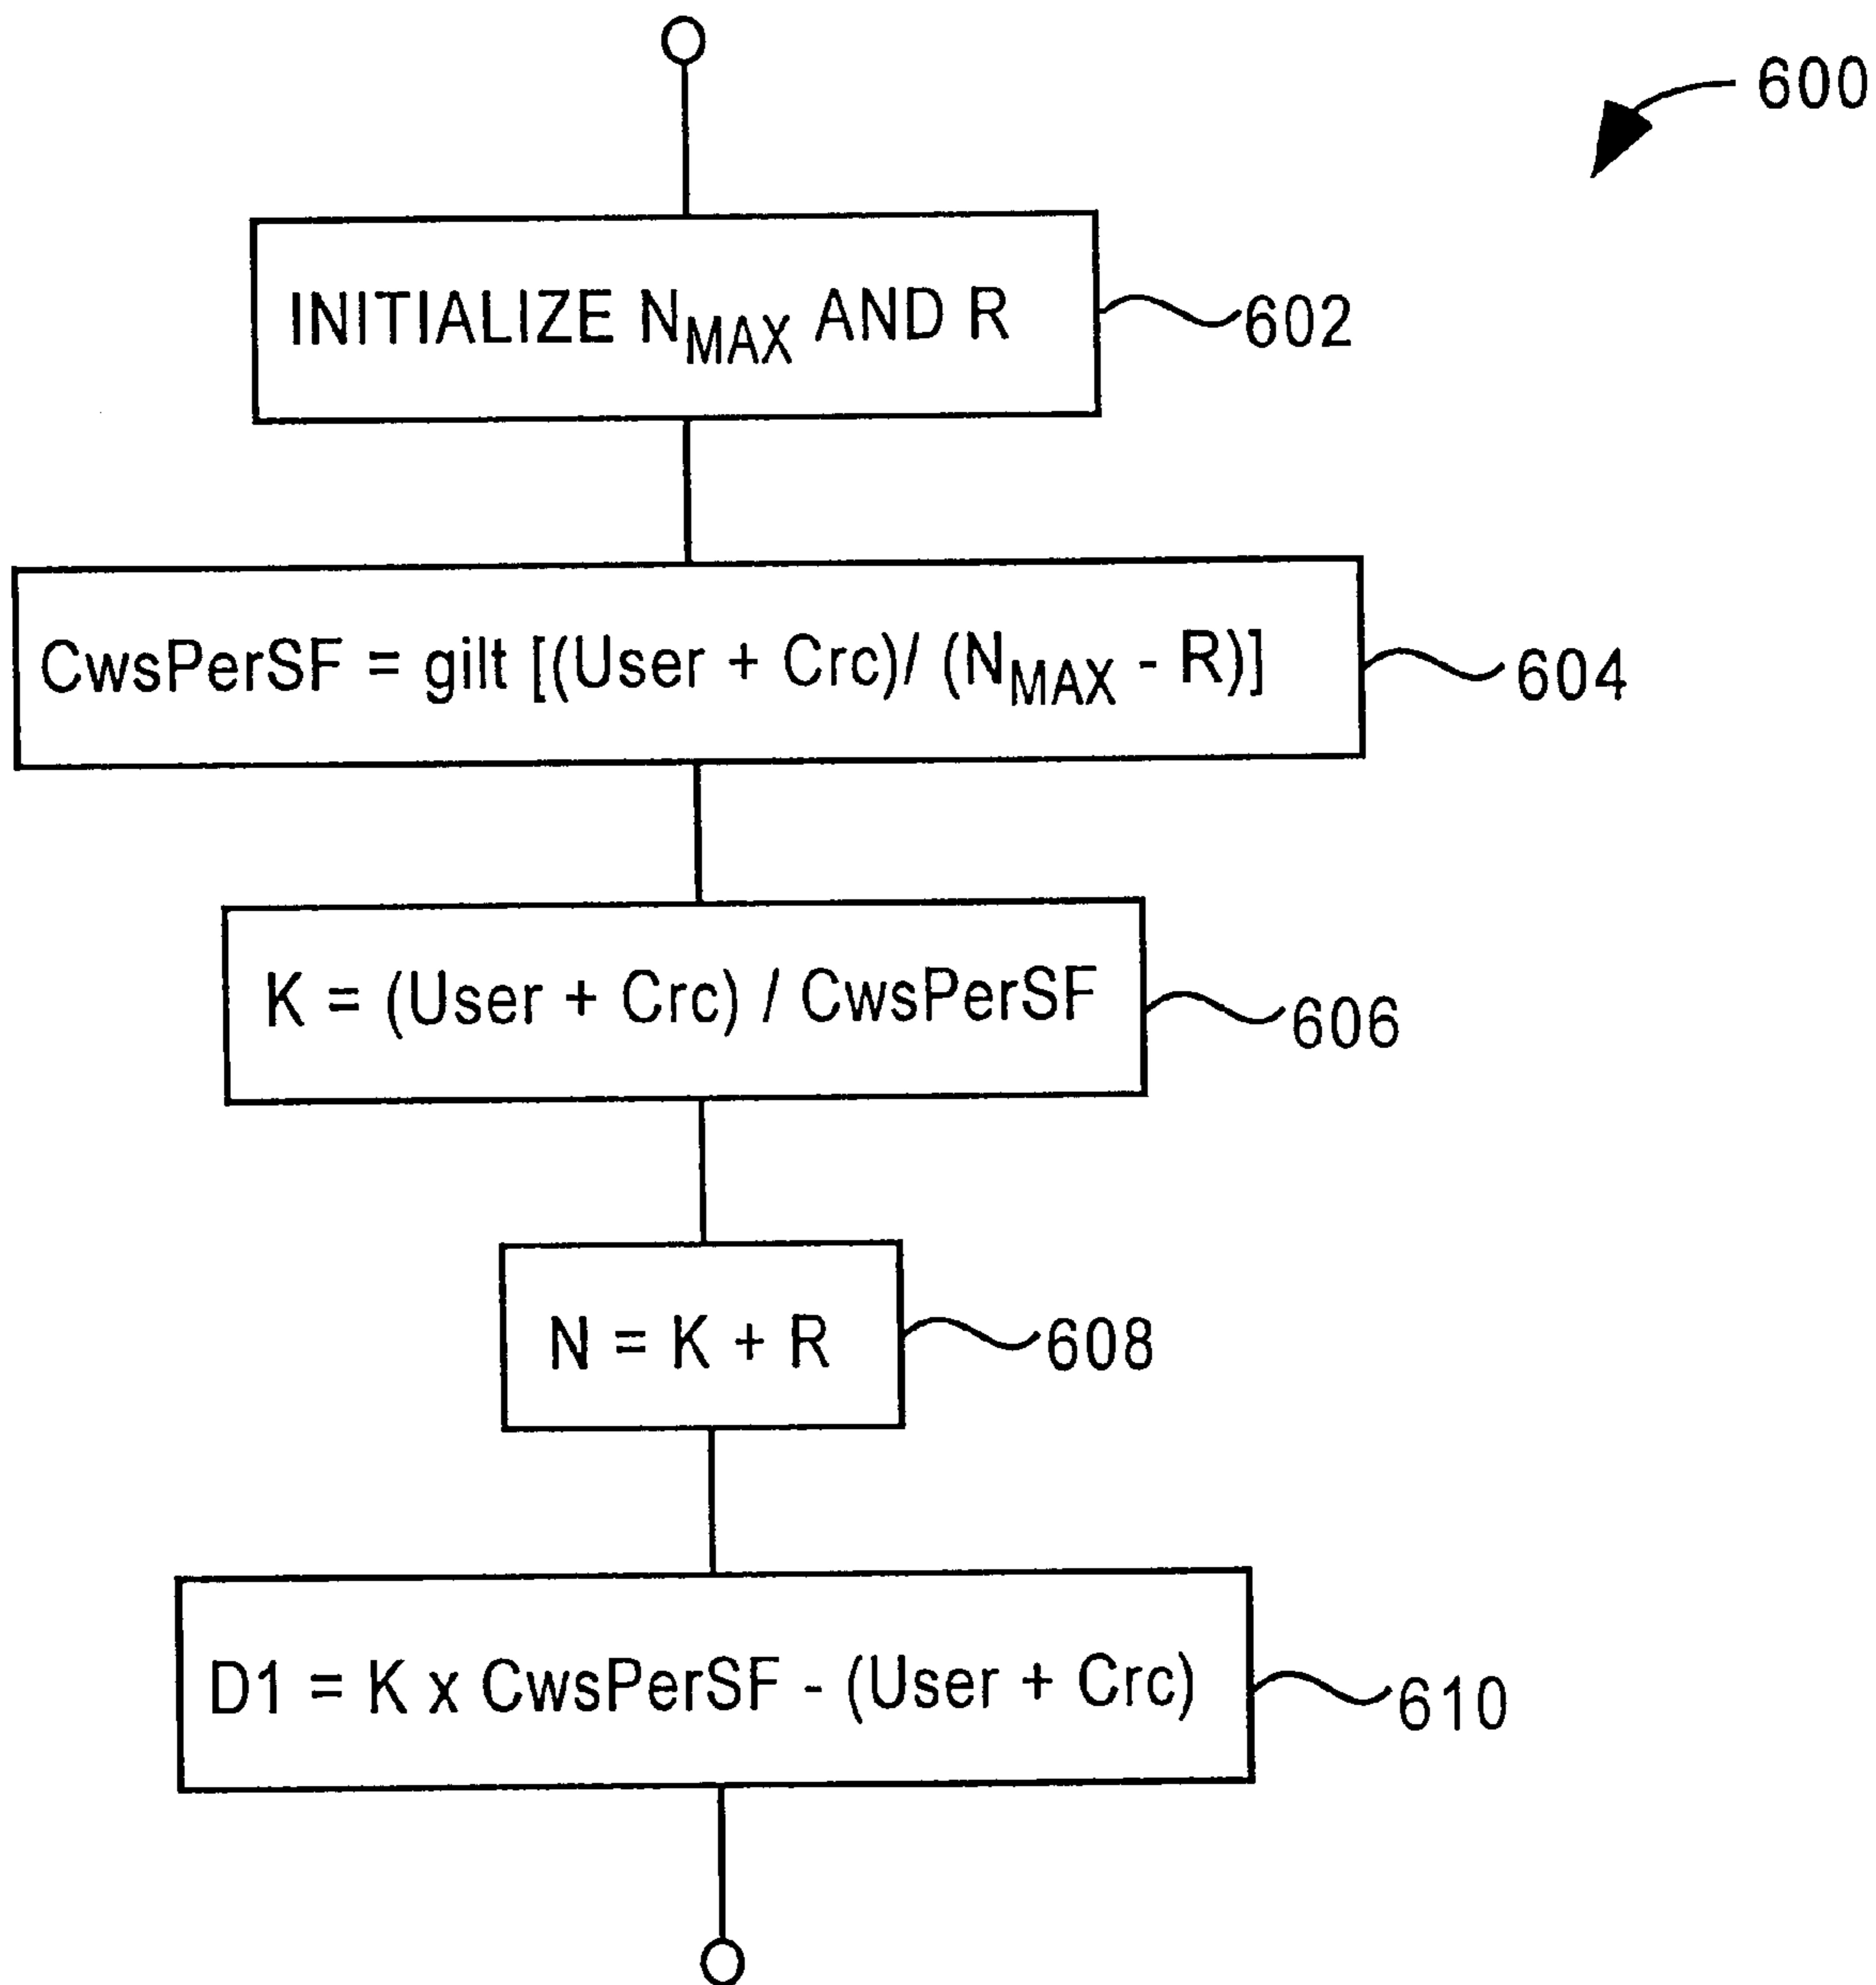 600
INITIALIZE NMAX AND R
602
CwsPerSF = gilt [(User + Crc)/ (NMAX - R)]
604
K = (User + Crc) / CwsPerSF
606
N = K + R
608
D1 = K x CwsPerSF - (User + Crc)
610